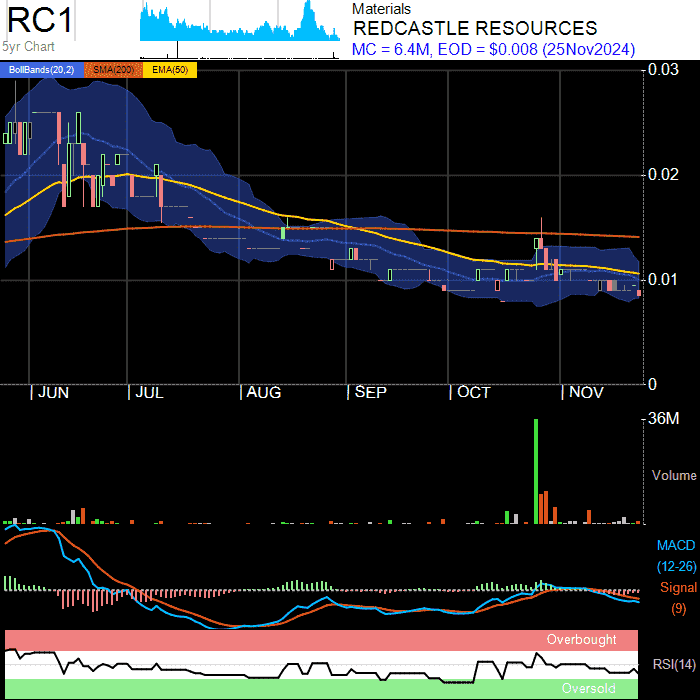 RC1
5yr Chart
Materials
REDCASTLE RESOURCES
MC = 6.4M, EOD = $0.008 (25Nov2024)
BollBands(20,2) SMA(200) EMA(50)
0.03
0.02
0.01
0
JUN JUL AUG SEP OCT NOV
36M
Volume
MACD
(12-26)
Signal
(9)
Overbought
RSI(14)
Oversold